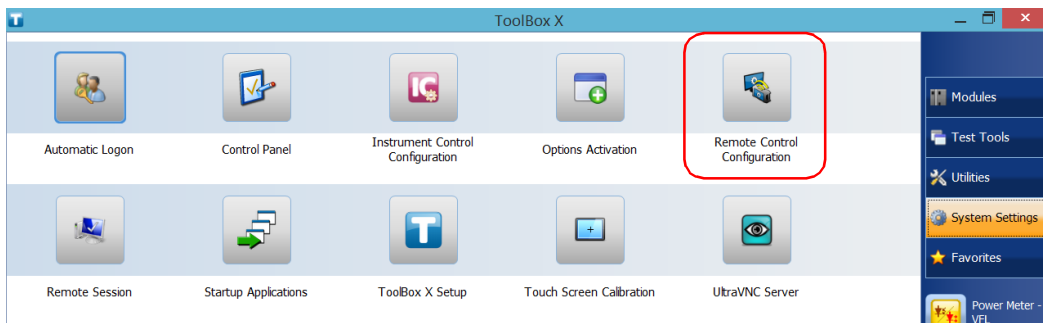 ToolBox X
Automatic Logon
Control Panel
Instrument Control
Configuration
Options Activation
Remote Control
Configuration
Remote Session
Startup Applications
ToolBox X Setup
Touch Screen Calibration
UltraVNC Server
Modules
Test Tools
Utilities
System Settings
Favorites
Power Meter -
VFL